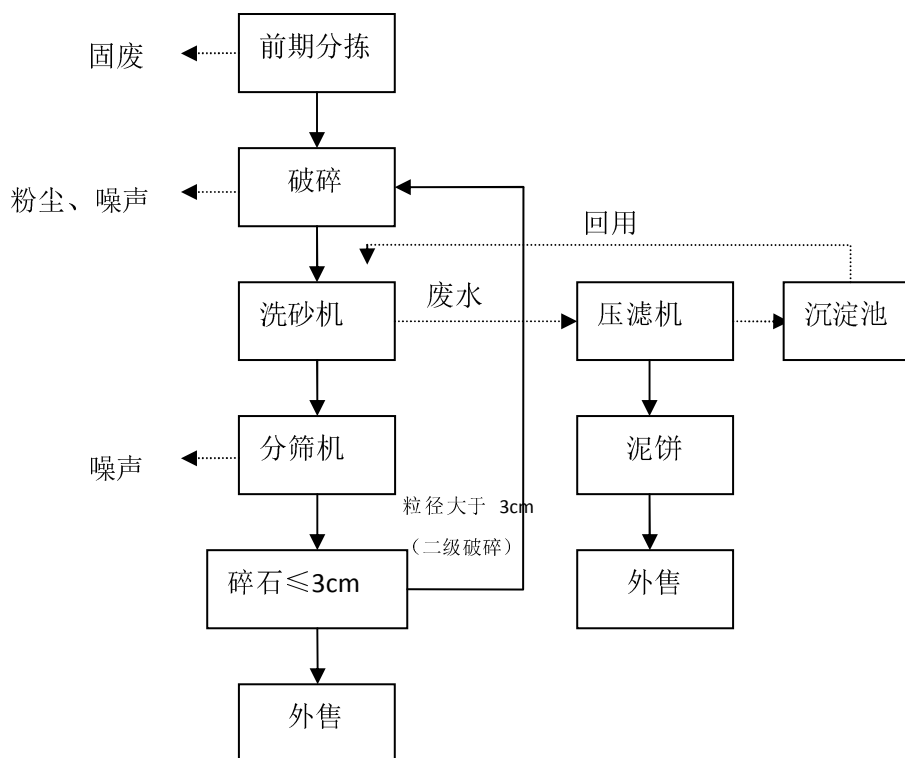 固废
前期分拣
粉尘、噪声
破碎
回用
洗砂机
废水
压滤机
沉淀池
噪声
分筛机
泥饼
粒径大于 3cm
（二级破碎）
碎石≤3cm
外售
外售